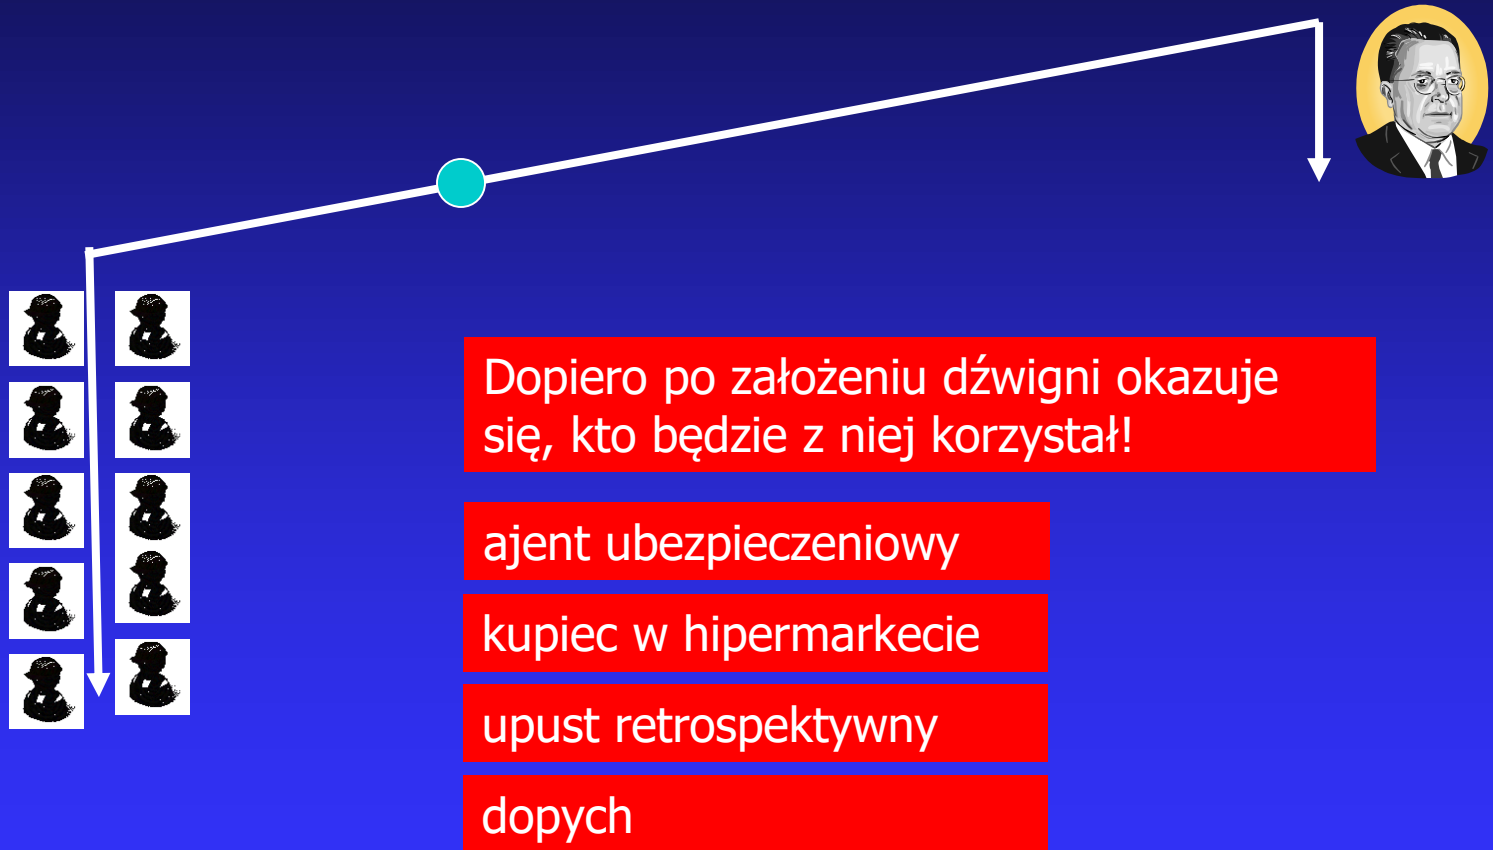 Dopiero po założeniu dźwigni okazuje
się, kto będzie z niej korzystał!
ajent ubezpieczeniowy
kupiec w hipermarkecie
upust retrospektywny
dopych